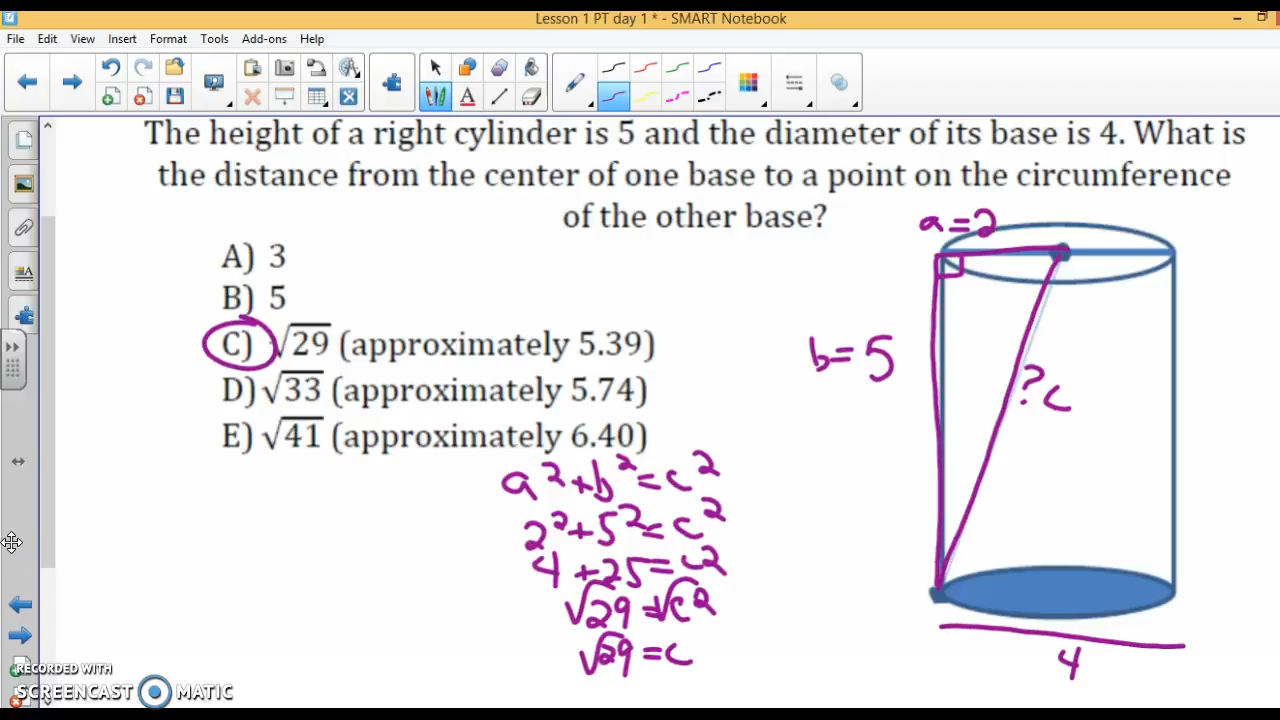 Lesson 1 PT day 1 * - SMART Notebook
File Edit View Insert Format Tools Add-ons Help
The height of a right cylinder is 5 and the diameter of its base is 4. What is
the distance from the center of one base to a point on the circumference
of the other base?
A) 3
B) 5
C) √29 (approximately 5.39)
D) √33 (approximately 5.74)
E) √41 (approximately 6.40)
a=2
b=5
?c
4
a²+b²=c²
2²+5²=c²
4+25=c2
√29=√c2
√29=c
RECORDED WITH
SCREENCAST MATIC